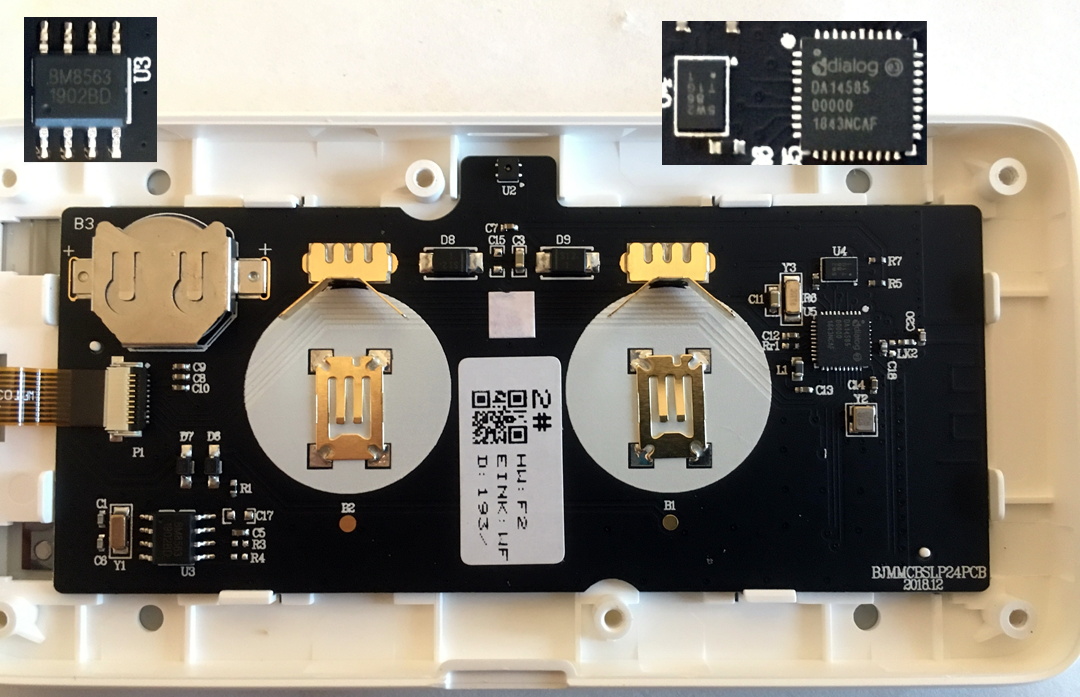 BM8563
1902BD
U3
dialog
DA14585
00000
1843NCAF
B3
U2
C7
D8
C15
C3
D9
U4
R7
R5
Y3
C11
R6
U5
C12
Rr1
C20
LX2
C18
L1
C13
C14
Y2
C9
C8
C10
P1
D7
D6
R1
C1
C6
Y1
U3
C17
C5
R3
R4
B2
B1
2#
HW: F2
EINK: WF
D: 193/
BJMMCBSLP24PCB
2018.12